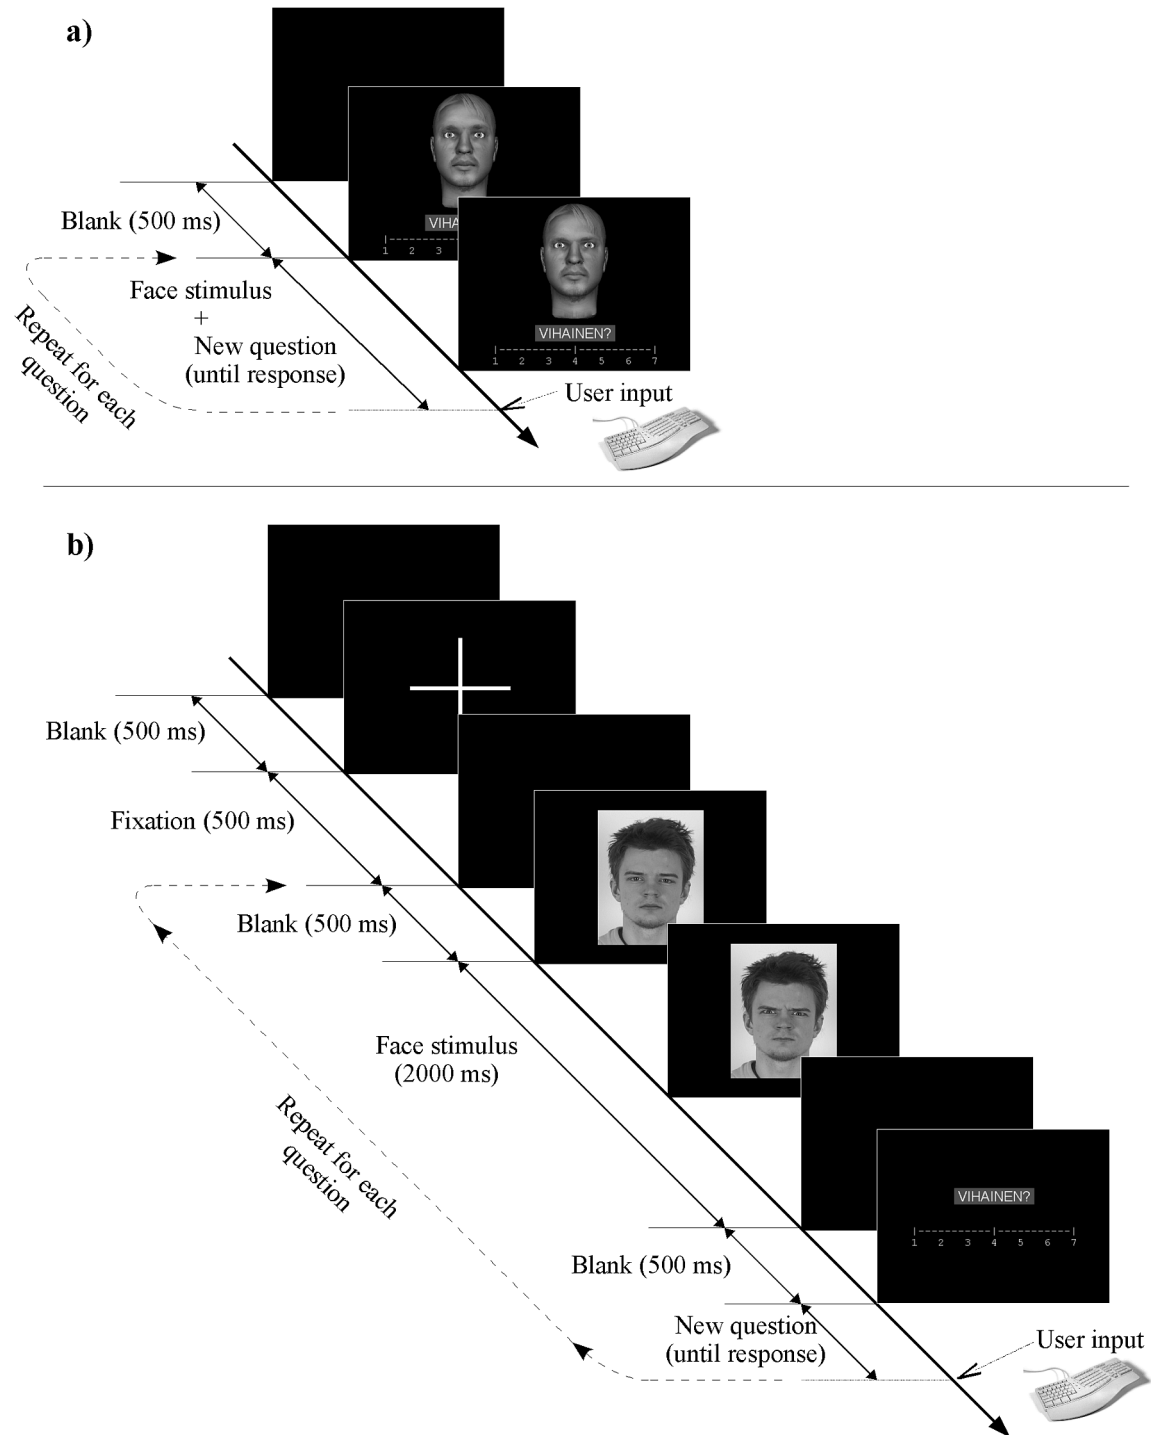 a)
Blank (500 ms)
Face stimulus
+
New question
(until response)
Repeat for each
question
VIHA
1 2 3
VIHAINEN?
1 2 3 4 5 6 7
User input
b)
Blank (500 ms)
Fixation (500 ms)
Blank (500 ms)
Face stimulus
(2000 ms)
Repeat for each
question
Blank (500 ms)
New question
(until response)
VIHAINEN?
1 2 3 4 5 6 7
User input